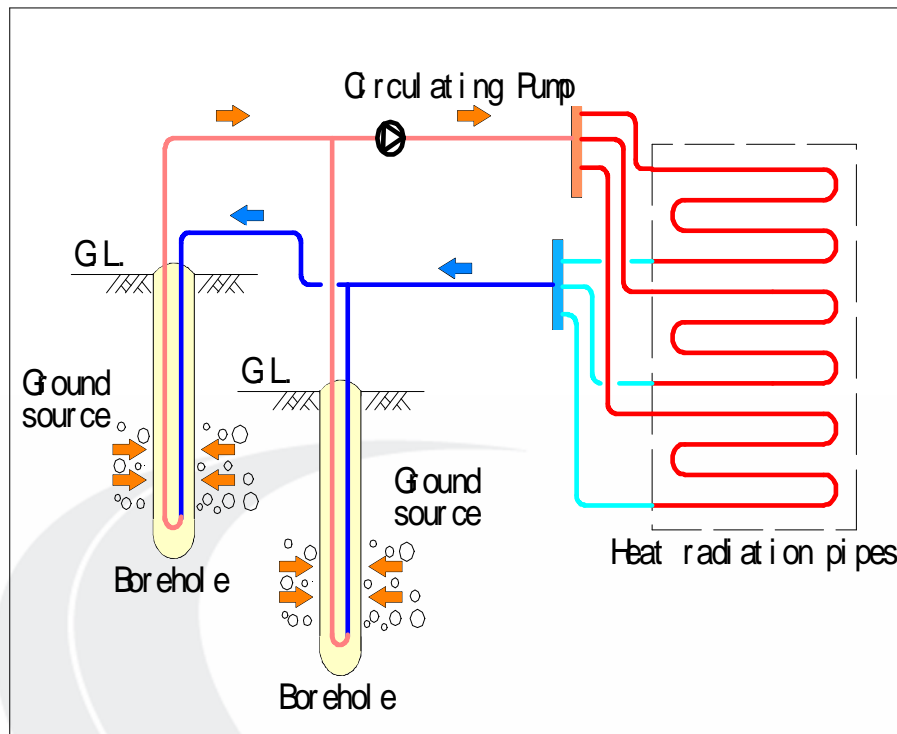 Circulating Pump
G.L.
G.L.
Ground
source
Ground
source
Borehole
Heat radiation pipes
Borehole